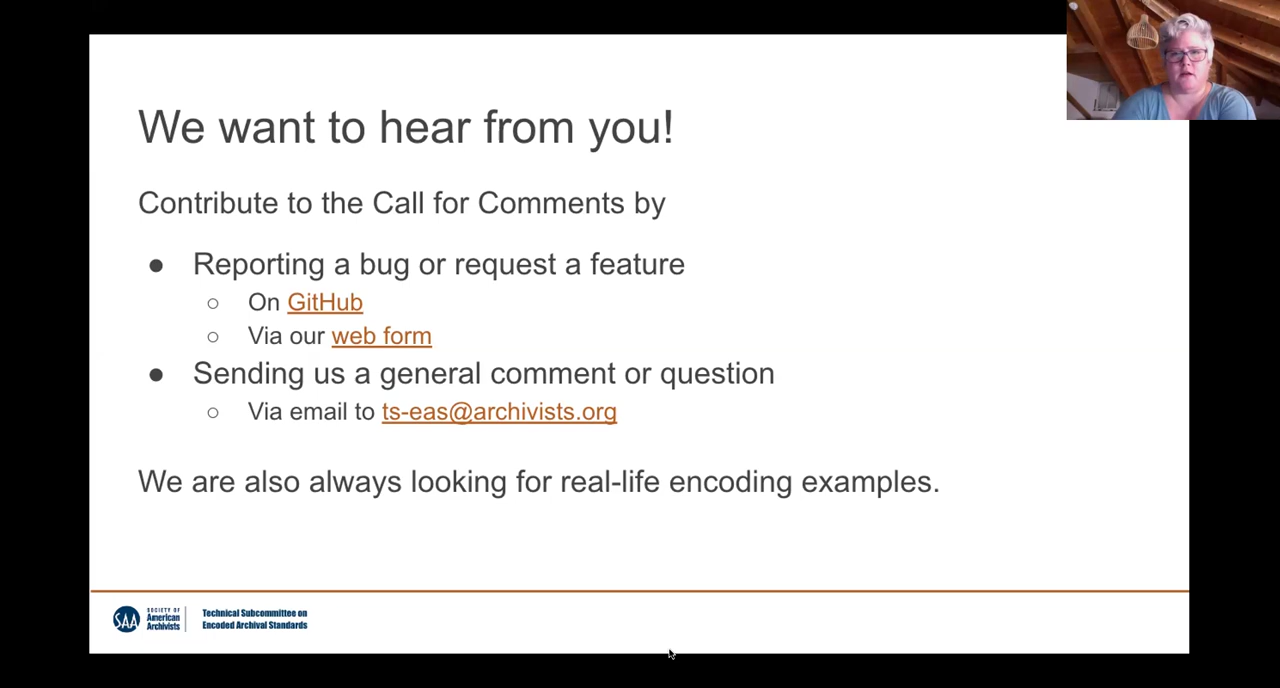 We want to hear from you!
Contribute to the Call for Comments by
● Reporting a bug or request a feature
○ On GitHub
○ Via our web form
● Sending us a general comment or question
○ Via email to ts-eas@archivists.org
We are also always looking for real-life encoding examples.
SAA
SOCIETY OF
American
Archivists
Technical Subcommittee on
Encoded Archival Standards